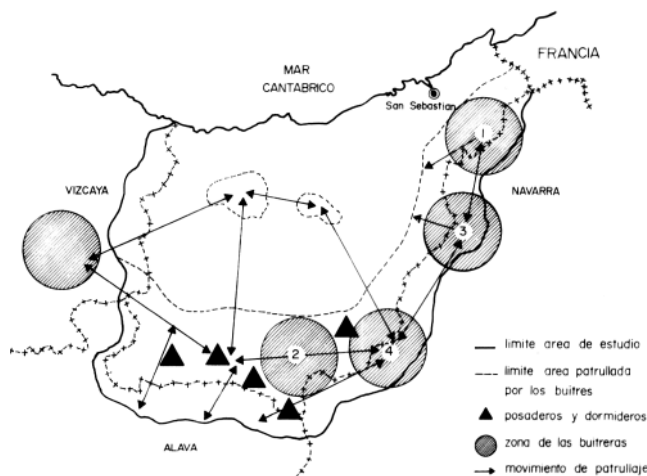 FRANCIA
MAR
CANTABRICO
San Sebastián
1
VIZCAYA
NAVARRA
3
2
4
ALAVA
limite area de estudio
limite area patrullada
por los buitres
posaderos y dormideros
zona de las buitreras
movimiento de patrullaje